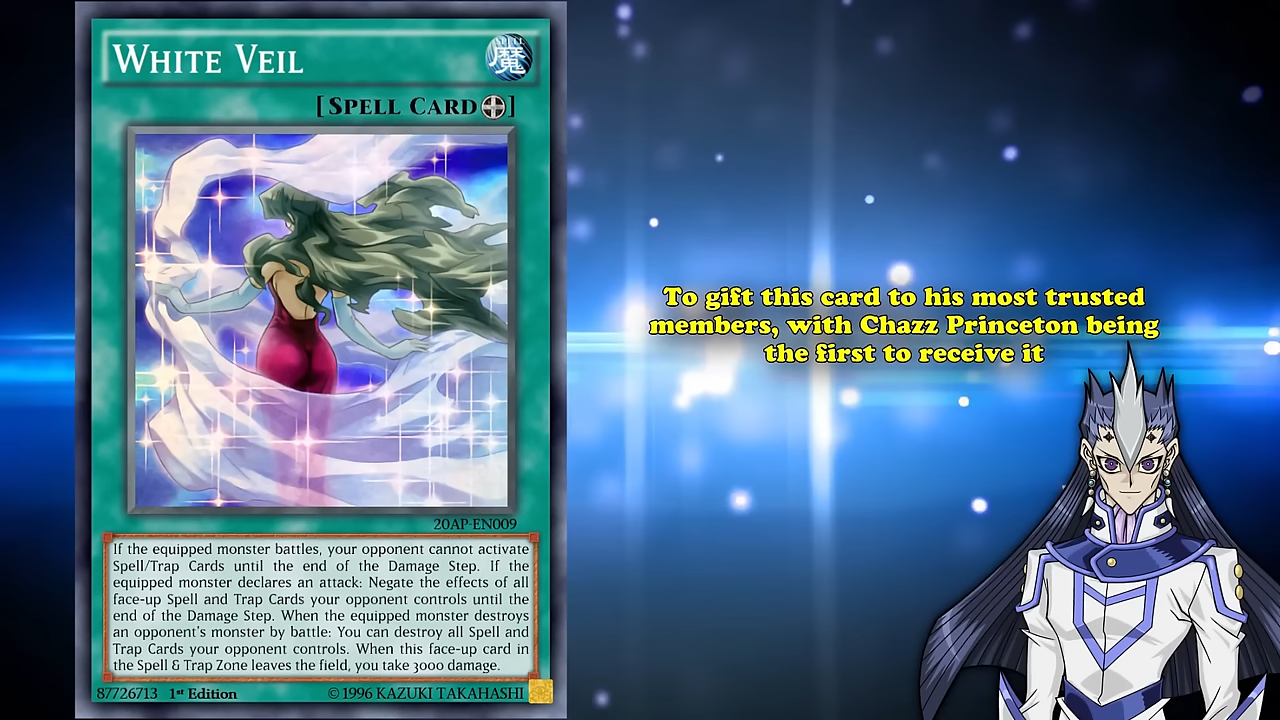 WHITE VEIL
魔
[SPELL CARD]
To gift this card to his most trusted
members, with Chazz Princeton being
the first to receive it
20AP-EN009
If the equipped monster battles, your opponent cannot activate
Spell/Trap Cards until the end of the Damage Step. If the
equipped monster declares an attack: Negate the effects of all
face-up Spell and Trap Cards your opponent controls until the
end of the Damage Step. When the equipped monster destroys
an opponent's monster by battle: You can destroy all Spell and
Trap Cards your opponent controls. When this face-up card in
the Spell & Trap Zone leaves the field, you take 3000 damage.
87726713 1st Edition ©1996 KAZUKI TAKAHASHI